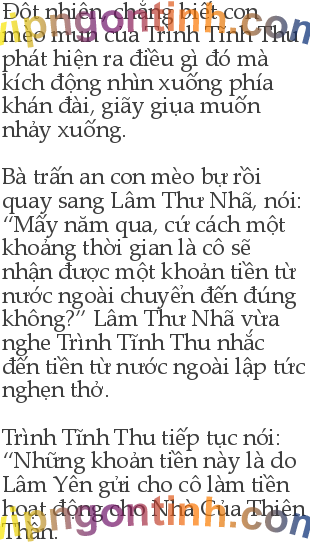 Đột nhiên, chẳng biết con
mèo mun của Trình Tĩnh Thu
phát hiện ra điều gì đó mà
kích động nhìn xuống phía
khán đài, giãy giụa muốn
nhảy xuống.

Bà trấn an con mèo bự rồi
quay sang Lâm Thư Nhã, nói:
“Mấy năm qua, cứ cách một
khoảng thời gian là cô sẽ
nhận được một khoản tiền từ
nước ngoài chuyển đến đúng
không?” Lâm Thư Nhã vừa
nghe Trình Tĩnh Thu nhắc
đến tiền từ nước ngoài lập tức
nghẹn thở.

Trình Tĩnh Thu tiếp tục nói:
“Những khoản tiền này là do
Lâm Yên gửi cho cô làm tiền
hoạt động cho Nhà Của Thiên
Thần.